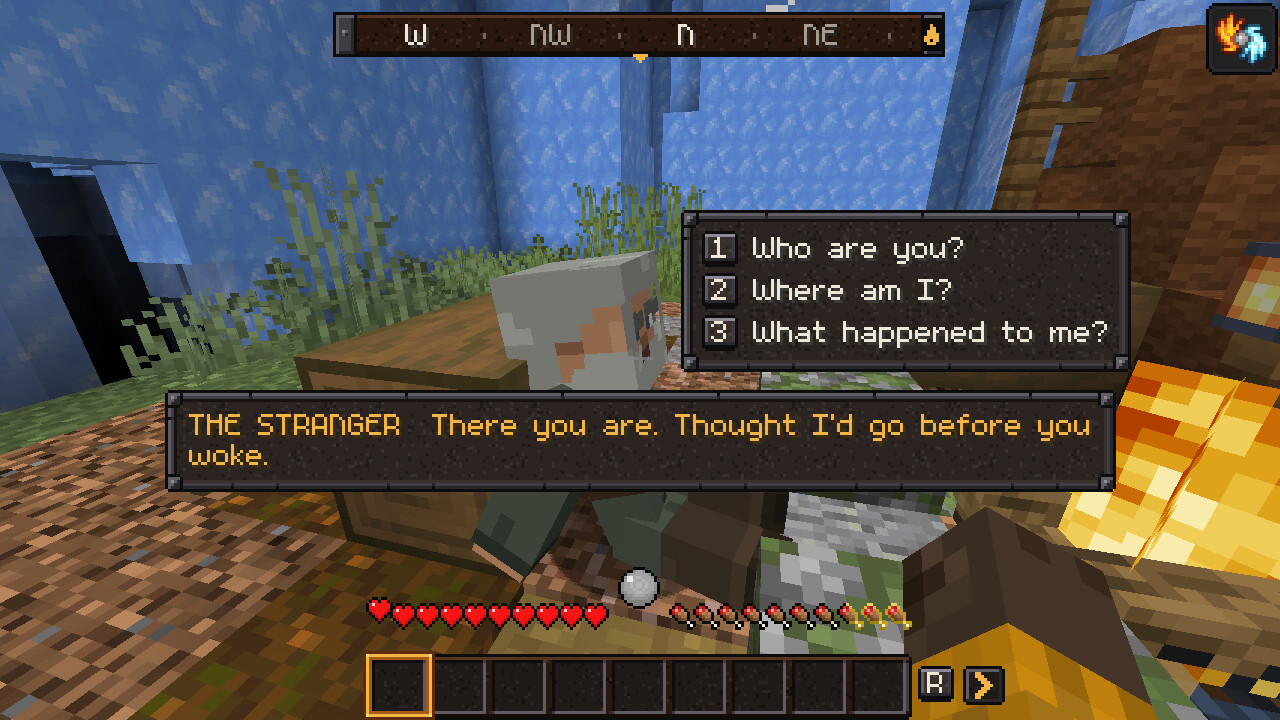 W NW N NE
1 Who are you?
2 Where am I?
3 What happened to me?
THE STRANGER There you are. Thought I'd go before you
woke.
R